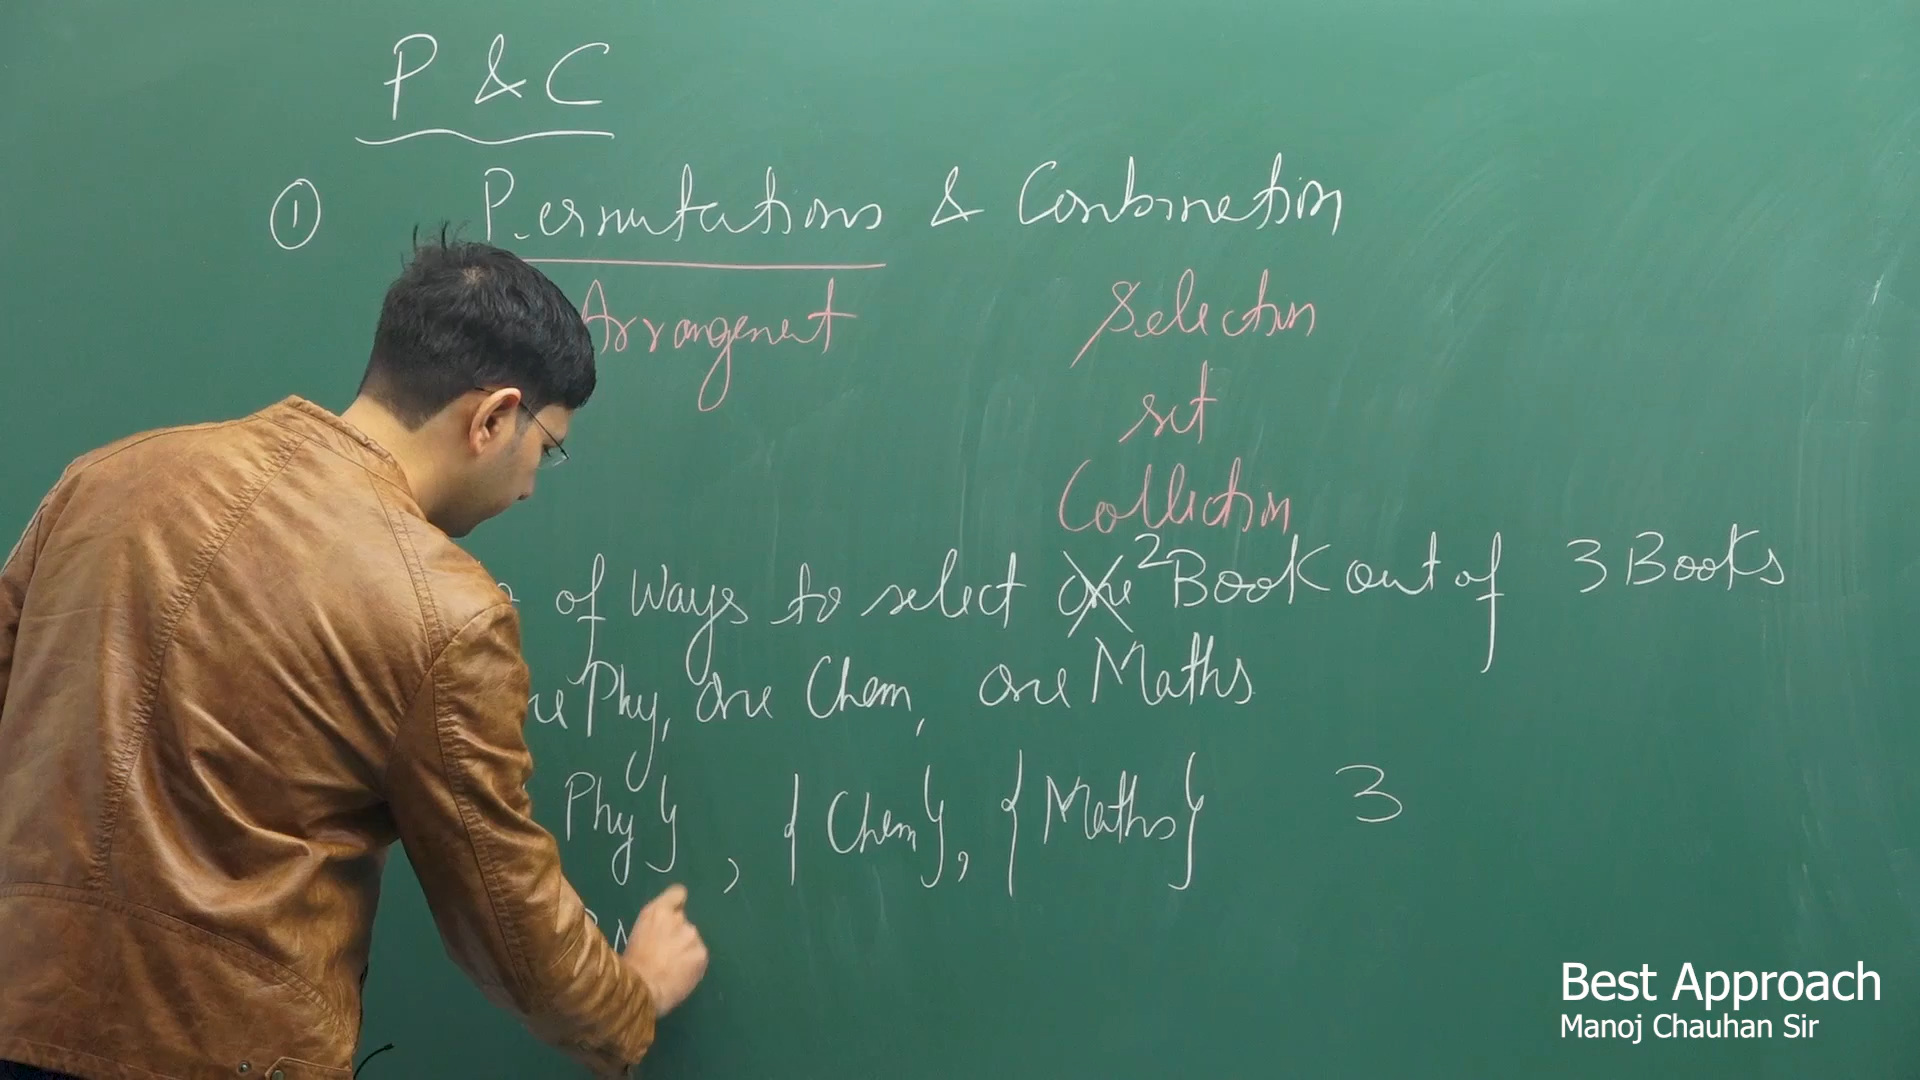 P & C
① Permutations & Combination
Arrangement Selection
set
Collection
of Ways to select one 2 Book out of 3 Books
Phy, one Chem, one Maths
Phy}, {Chem}, {Maths} 3
Best Approach
Manoj Chauhan Sir